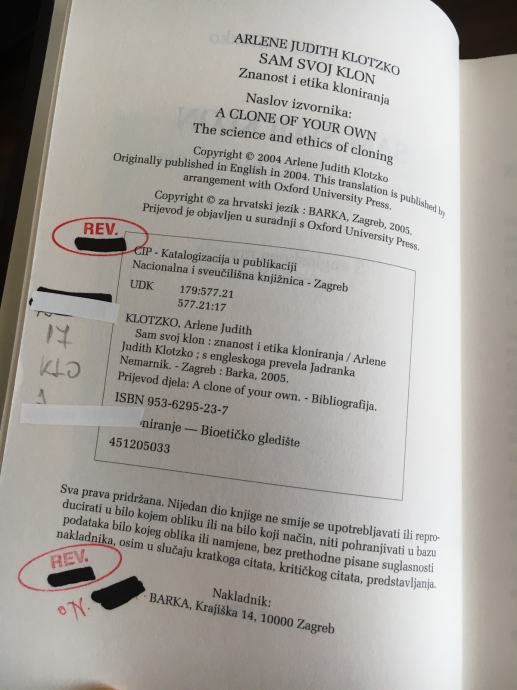 ARLENE JUDITH KLOTZKO
SAM SVOJ KLON
Znanost i etika kloniranja
Naslov izvornika:
A CLONE OF YOUR OWN
The science and ethics of cloning
Copyright © 2004 Arlene Judith Klotzko
Originally published in English in 2004. This translation is published by
arrangement with Oxford University Press.
Copyright © za hrvatski jezik : BARKA, Zagreb, 2005.
Prijevod je objavljen u suradnji s Oxford University Press.
REV.
CIP - Katalogizacija u publikaciji
Nacionalna i sveučilišna knjižnica - Zagreb
UDK 179:577.21
577.21:17
17
KLO
KLOTZKO, Arlene Judith
Sam svoj klon : znanost i etika kloniranja / Arlene
Judith Klotzko ; s engleskoga prevela Jadranka
Nemarnik. - Zagreb : Barka, 2005.
Prijevod djela: A clone of your own. - Bibliografija.
ISBN 953-6295-23-7
niranje — Bioetičko gledište
451205033
Sva prava pridržana. Nijedan dio knjige ne smije se upotrebljavati ili repro-
ducirati u bilo kojem obliku ili na bilo koji način, niti pohranjivati u bazu
podataka bilo kojeg oblika ili namjene, bez prethodne pisane suglasnosti
nakladnika, osim u slučaju kratkoga citata, kritičkog citata, predstavljanja.
REV.
Nakladnik:
BARKA, Krajiška 14, 10000 Zagreb